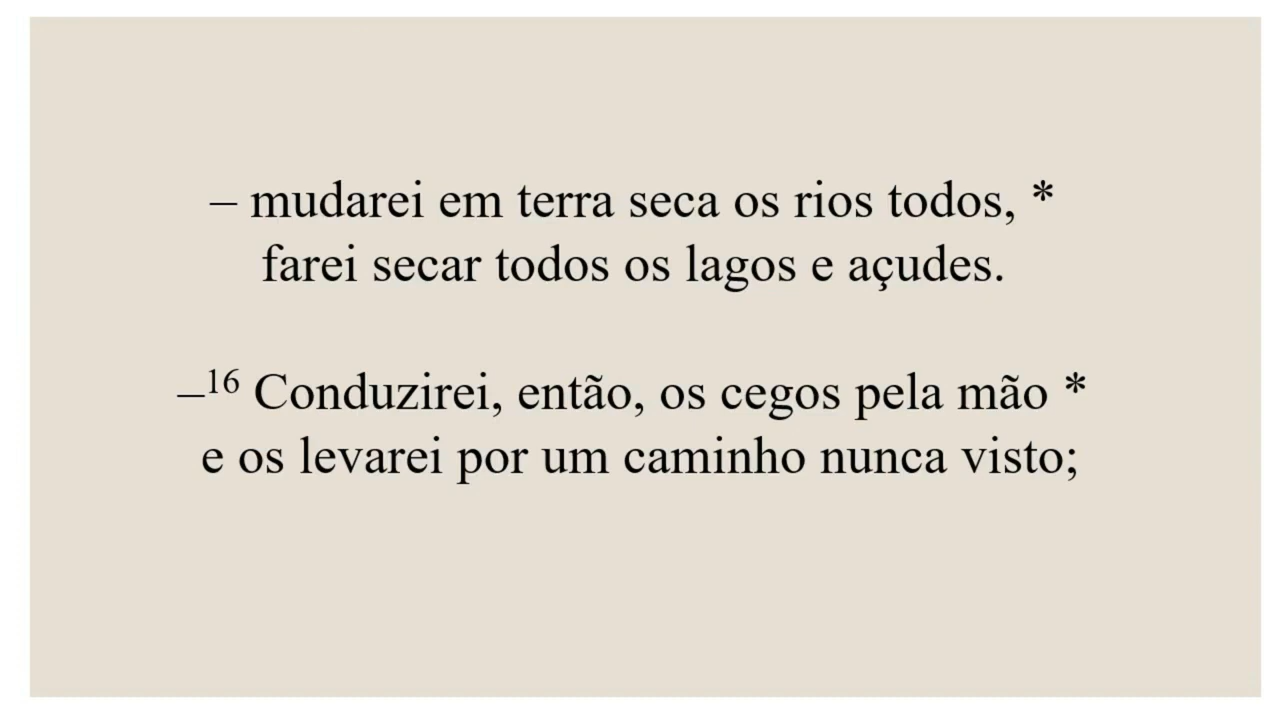 – mudarei em terra seca os rios todos, *
farei secar todos os lagos e açudes.
–¹⁶ Conduzirei, então, os cegos pela mão *
e os levarei por um caminho nunca visto;